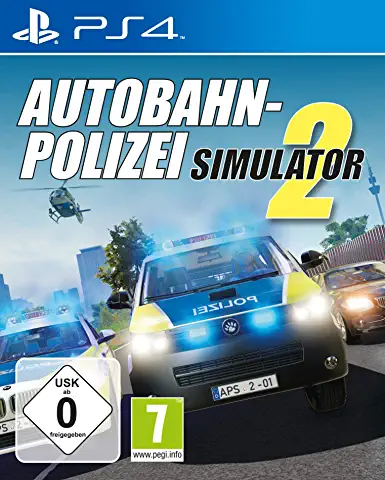 PS4
AUTOBAHN-
POLIZEI SIMULATOR 2
POLIZEI
APS 2-01
USK
ab
0
freigegeben
7
www.pegi.info